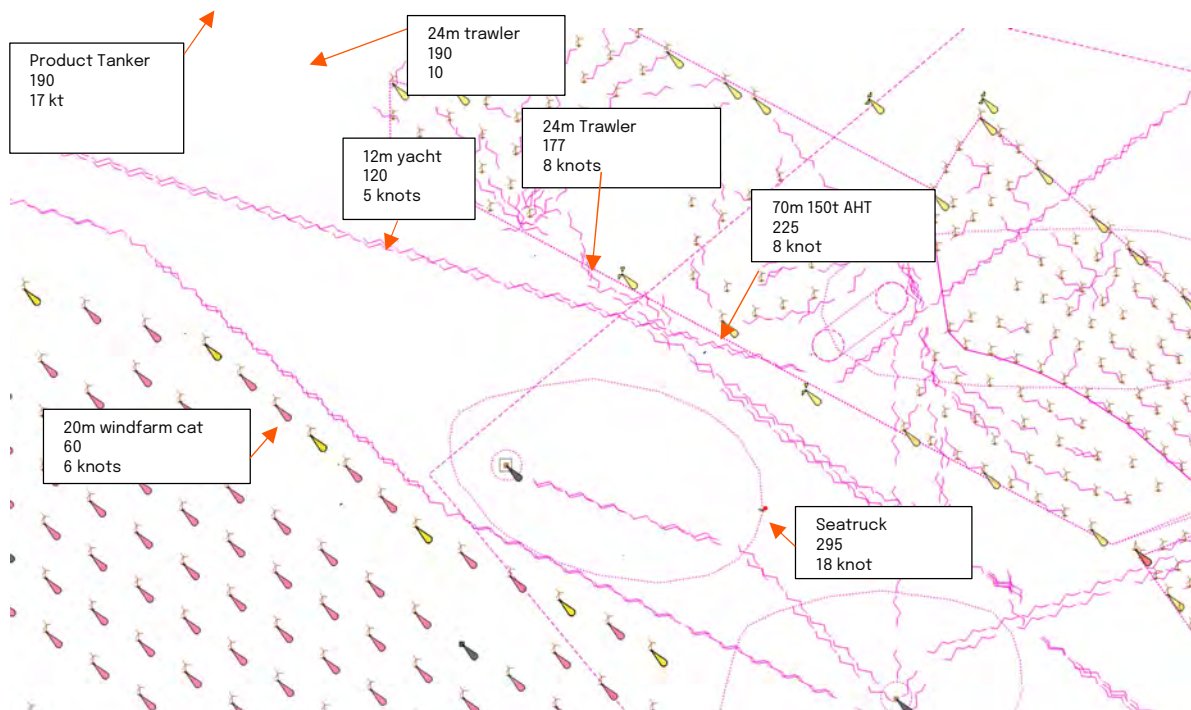 Product Tanker
190
17 kt
24m trawler
190
10
24m Trawler
177
8 knots
12m yacht
120
5 knots
70m 150t AHT
225
8 knot
20m windfarm cat
60
6 knots
Seatruck
295
18 knot